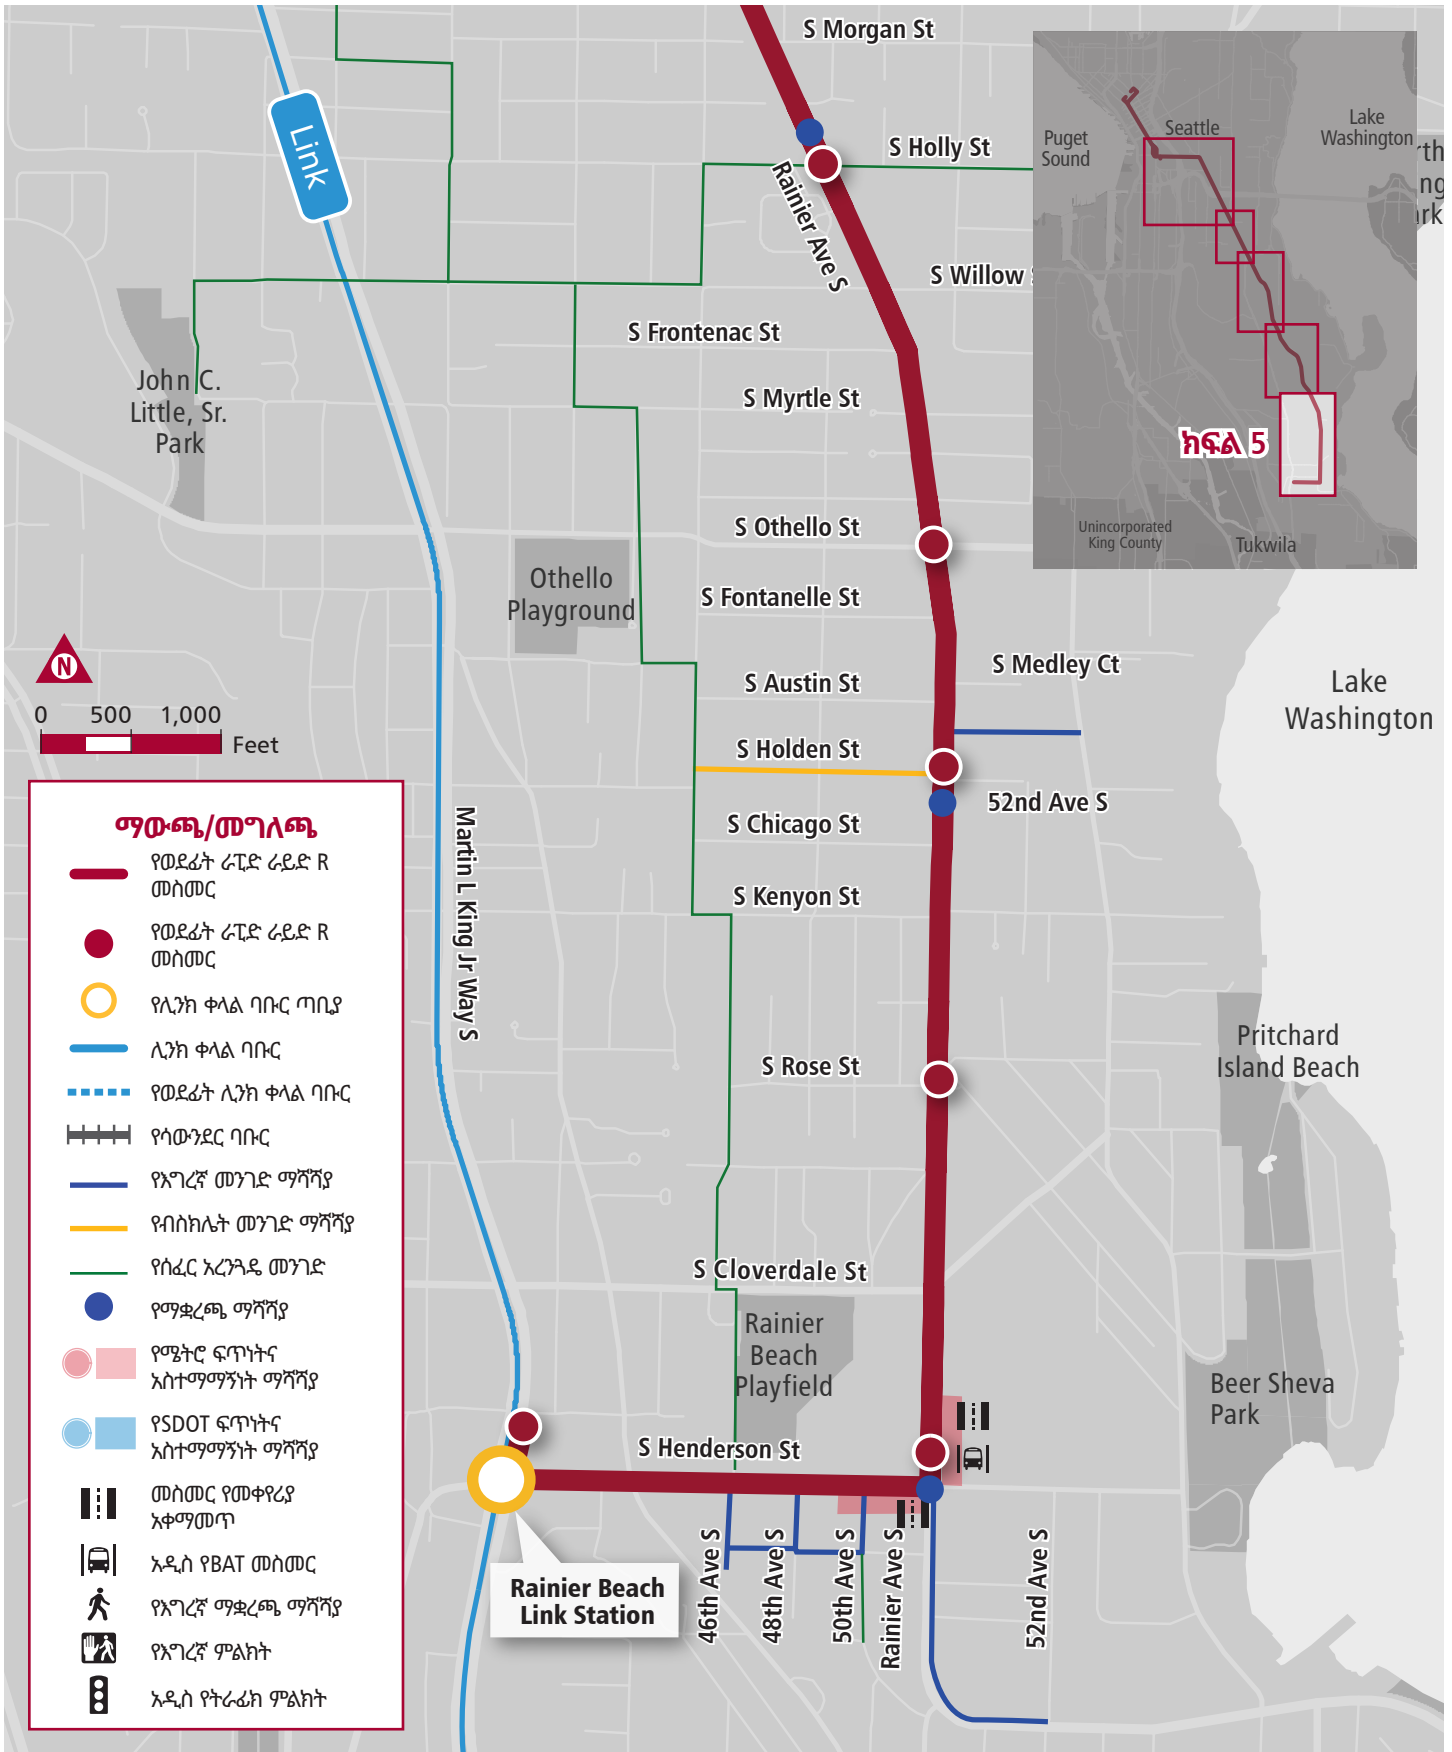 S Morgan St
Link
S Holly St
Rainier Ave S
S Willow
S Frontenac St
John C.
Little, Sr.
Park
S Myrtle St
S Othello St
Othello
Playground
S Fontanelle St
S Medley Ct
S Austin St
S Holden St
52nd Ave S
S Chicago St
S Kenyon St
Martin L King Jr Way S
S Rose St
S Cloverdale St
Rainier
Beach
Playfield
S Henderson St
Rainier Beach
Link Station
46th Ave S
48th Ave S
50th Ave S
Rainier Ave S
52nd Ave S
Lake
Washington
Pritchard
Island Beach
Beer Sheva
Park
Puget
Sound
Seattle
Lake
Washington
ክፍል 5
Unincorporated
King County
Tukwila
N
0 500 1,000
Feet
ማውጫ/መግለጫ
የወደፊት ራፒድ ራይድ R
መስመር
የወደፊት ራፒድ ራይድ R
መስመር
የሊንክ ቀላል ባቡር ጣቢያ
ሊንክ ቀላል ባቡር
የወደፊት ሊንክ ቀላል ባቡር
የሳውንደር ባቡር
የእግረኛ መንገድ ማሻሻያ
የብስክሌት መንገድ ማሻሻያ
የሰፈር አረንጓዴ መንገድ
የማቋረጫ ማሻሻያ
የሜትሮ ፍጥነትና
አስተማማኝነት ማሻሻያ
የSDOT ፍጥነትና
አስተማማኝነት ማሻሻያ
መስመር የመቀየሪያ
አቀማመጥ
አዲስ የBAT መስመር
የእግረኛ ማቋረጫ ማሻሻያ
የእግረኛ ምልክት
አዲስ የትራፊክ ምልክት